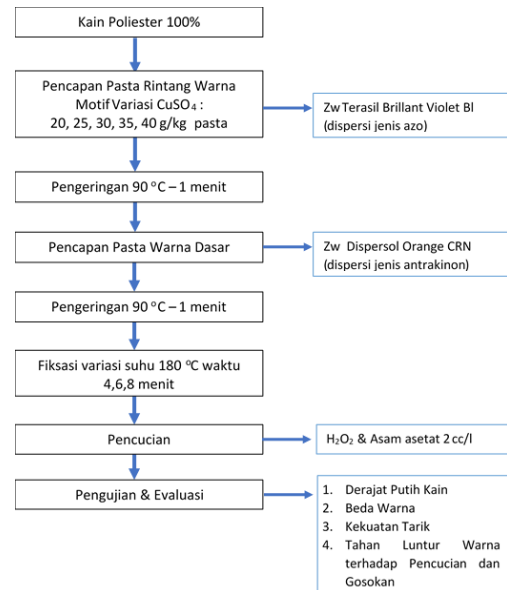 Kain Poliester 100%
Pencapan Pasta Rintang Warna
Motif Variasi CuSO₄ :
20, 25, 30, 35, 40 g/kg pasta
Zw Terasil Brillant Violet Bl
(dispersi jenis azo)
Pengeringan 90 °C – 1 menit
Pencapan Pasta Warna Dasar
Zw Dispersol Orange CRN
(dispersi jenis antrakinon)
Pengeringan 90 °C – 1 menit
Fiksasi variasi suhu 180 °C waktu
4,6,8 menit
Pencucian
H₂O₂ & Asam asetat 2 cc/l
Pengujian & Evaluasi
1. Derajat Putih Kain
2. Beda Warna
3. Kekuatan Tarik
4. Tahan Luntur Warna
terhadap Pencucian dan
Gosokan